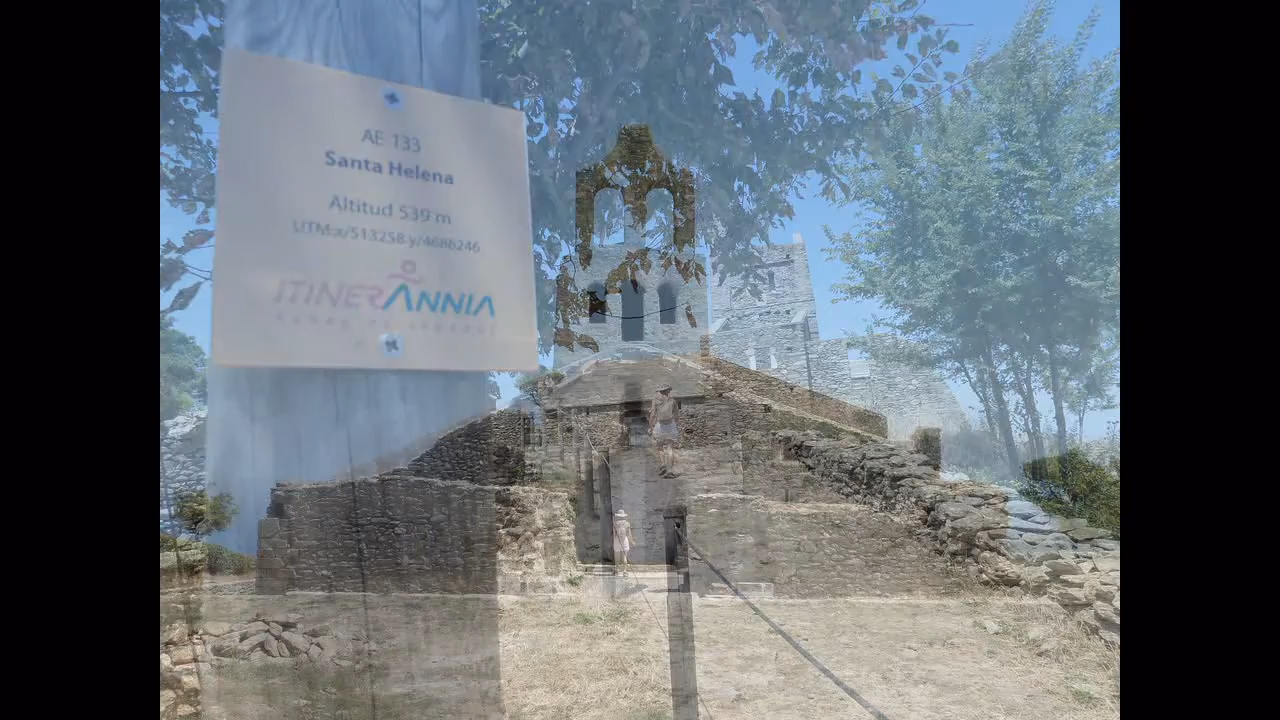 AE 133
Santa Helena
Altitud 539 m
UTM:x/513258 y/4686246
ITINERANNIA